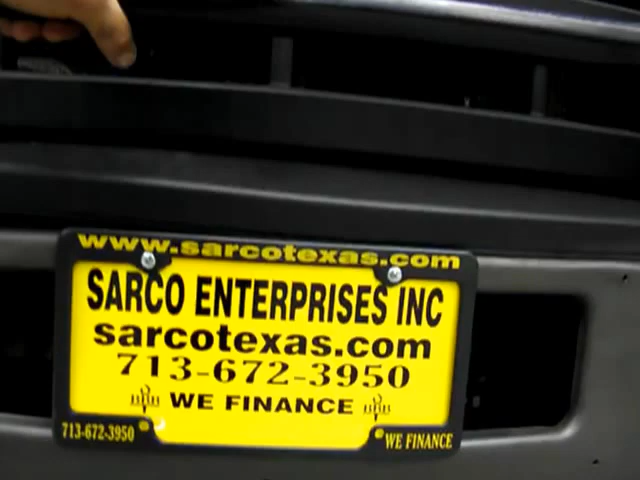 www.sarcotexas.com
SARCO ENTERPRISES INC
sarcotexas.com
713-672-3950
WE FINANCE
713-672-3950 WE FINANCE